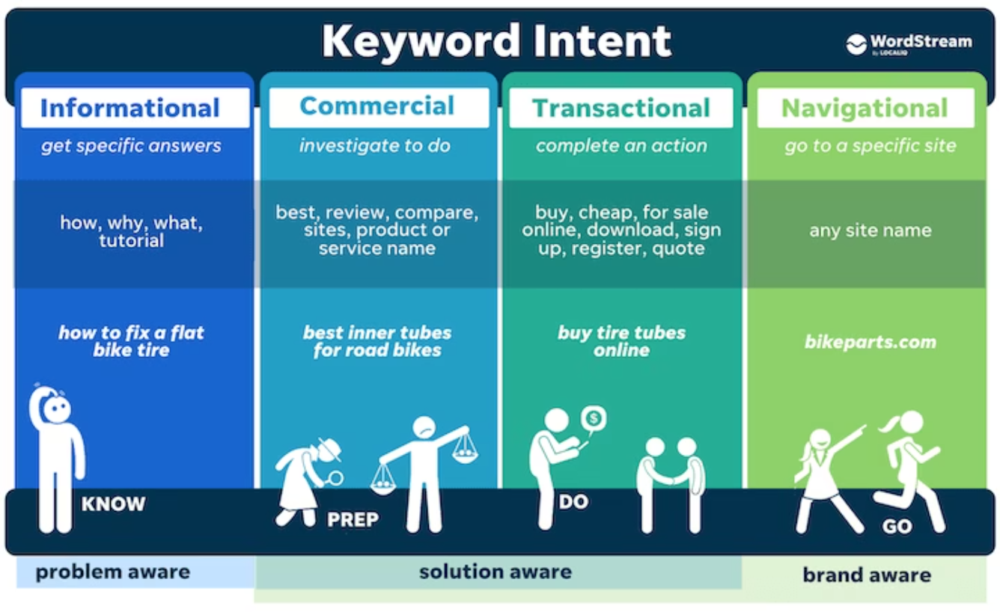 Keyword Intent
WordStream
by LOCALiQ
Informational
get specific answers
how, why, what,
tutorial
how to fix a flat
bike tire
KNOW
problem aware
Commercial
investigate to do
best, review, compare,
sites, product or
service name
best inner tubes
for road bikes
PREP
Transactional
complete an action
buy, cheap, for sale
online, download, sign
up, register, quote
buy tire tubes
online
$
DO
solution aware
Navigational
go to a specific site
any site name
bikeparts.com
GO
brand aware